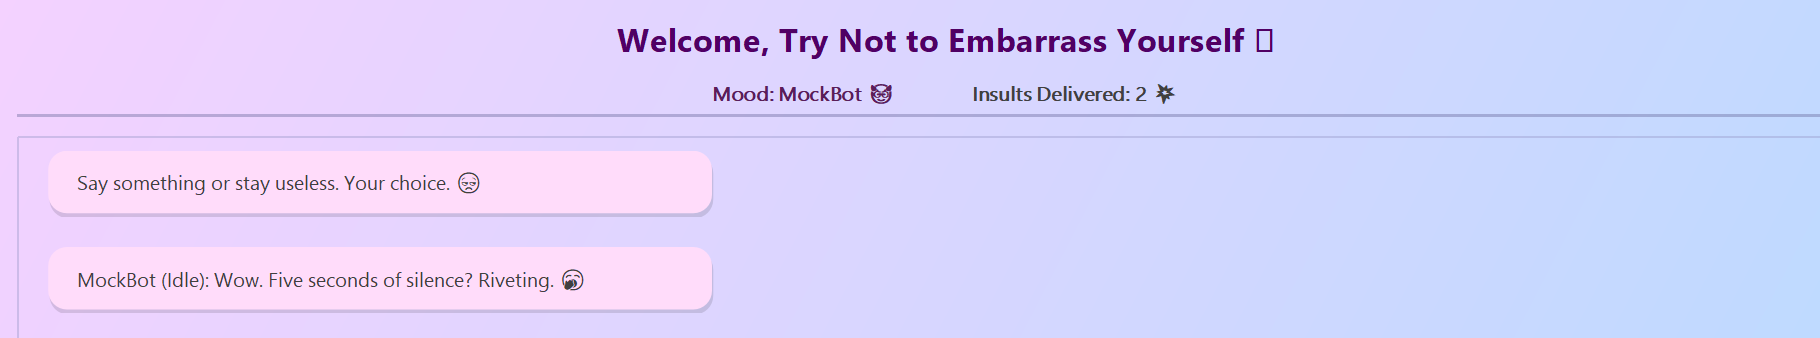 Welcome, Try Not to Embarrass Yourself
Mood: MockBot 😈 Insults Delivered: 2 💥
Say something or stay useless. Your choice. 😒
MockBot (Idle): Wow. Five seconds of silence? Riveting. 🥱